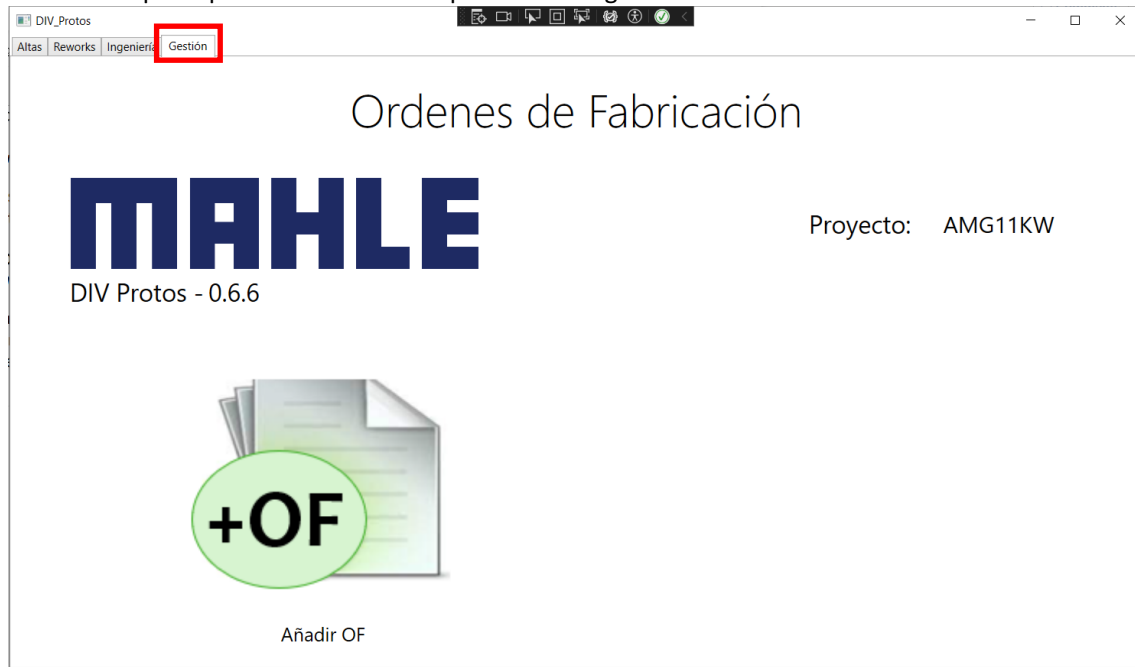 DIV_Protos
Altas Reworks Ingeniería Gestión
Ordenes de Fabricación
MAHLE
Proyecto: AMG11KW
DIV Protos - 0.6.6
+OF
Añadir OF